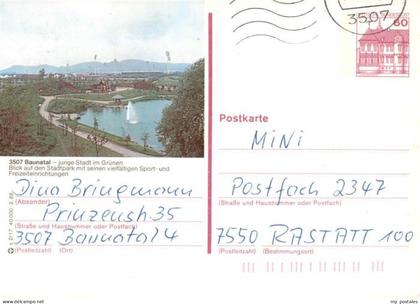 3507
60
3507 Baunatal – junge Stadt im Grünen
Blick auf den Stadtpark mit seinen vielfältigen Sport- und
Freizeiteinrichtungen
Dina Bringmann
(Absender)
Prinzenstr 35
(Straße und Hausnummer oder Postfach)
3507 Baunatal 4
(Postleitzahl) (Ort)
Postkarte
MiNi
Postfach 2347
(Straße und Hausnummer oder Postfach)
7550 RASTATT 100
(Postleitzahl) (Bestimmungsort)